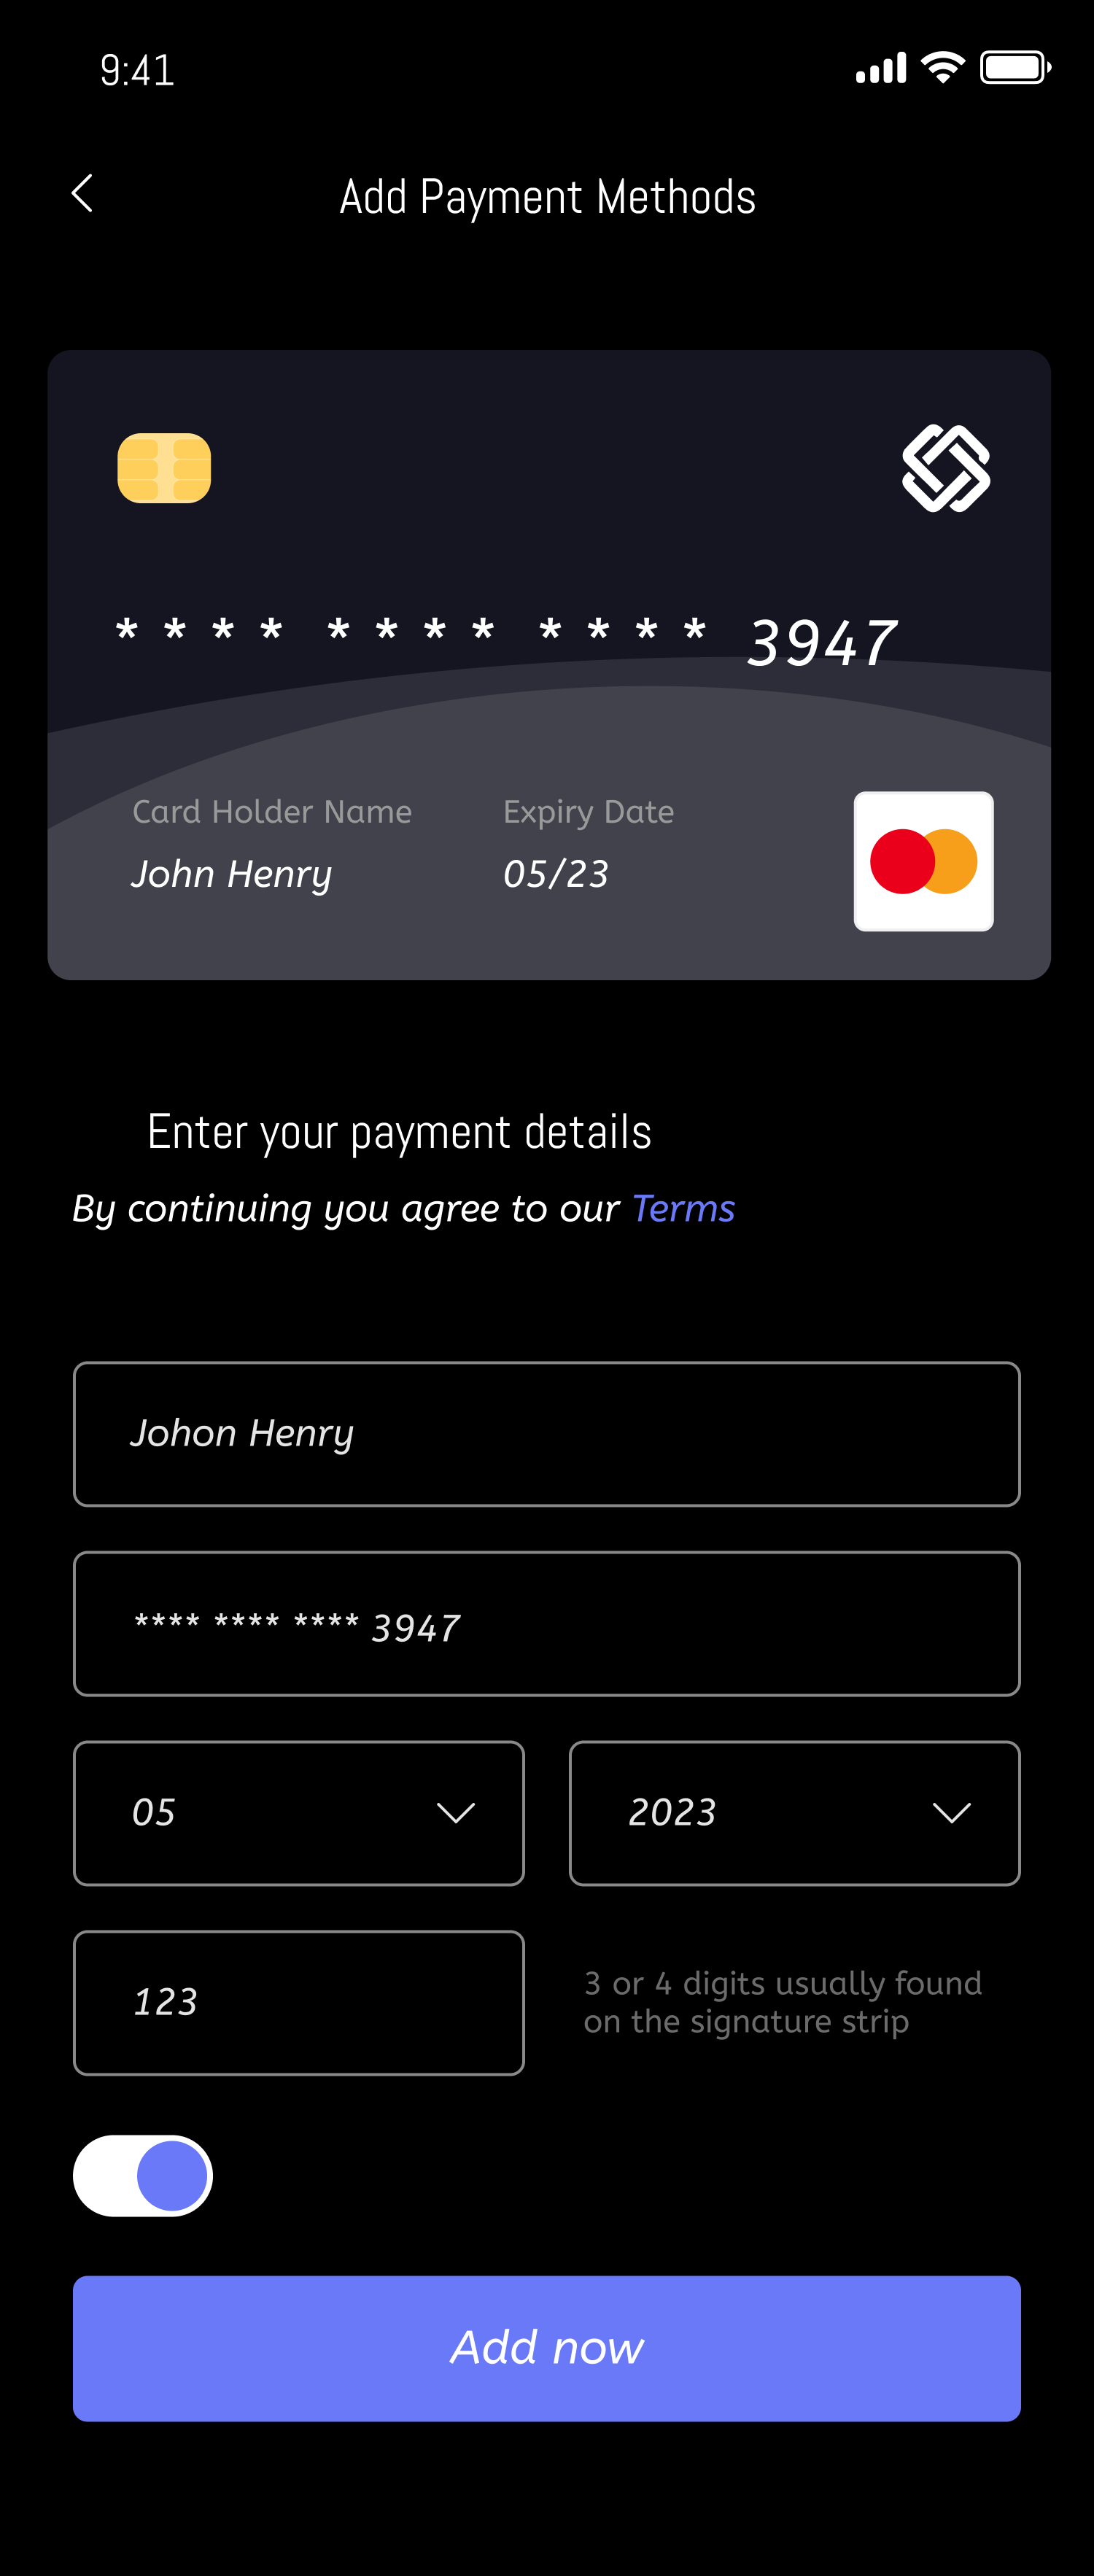 9:41
Add Payment Methods
* * * * * * * * * * * * 3947
Card Holder Name Expiry Date
John Henry 05/23
Enter your payment details
By continuing you agree to our Terms
Johon Henry
**** **** **** 3947
05 2023
123
3 or 4 digits usually found
on the signature strip
Add now